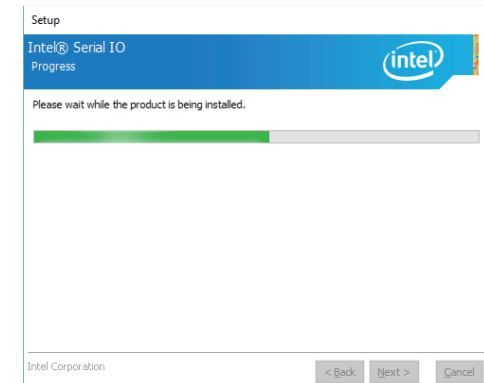 Setup
Intel® Serial IO
Progress
intel
Please wait while the product is being installed.
Intel Corporation
< Back Next > Cancel